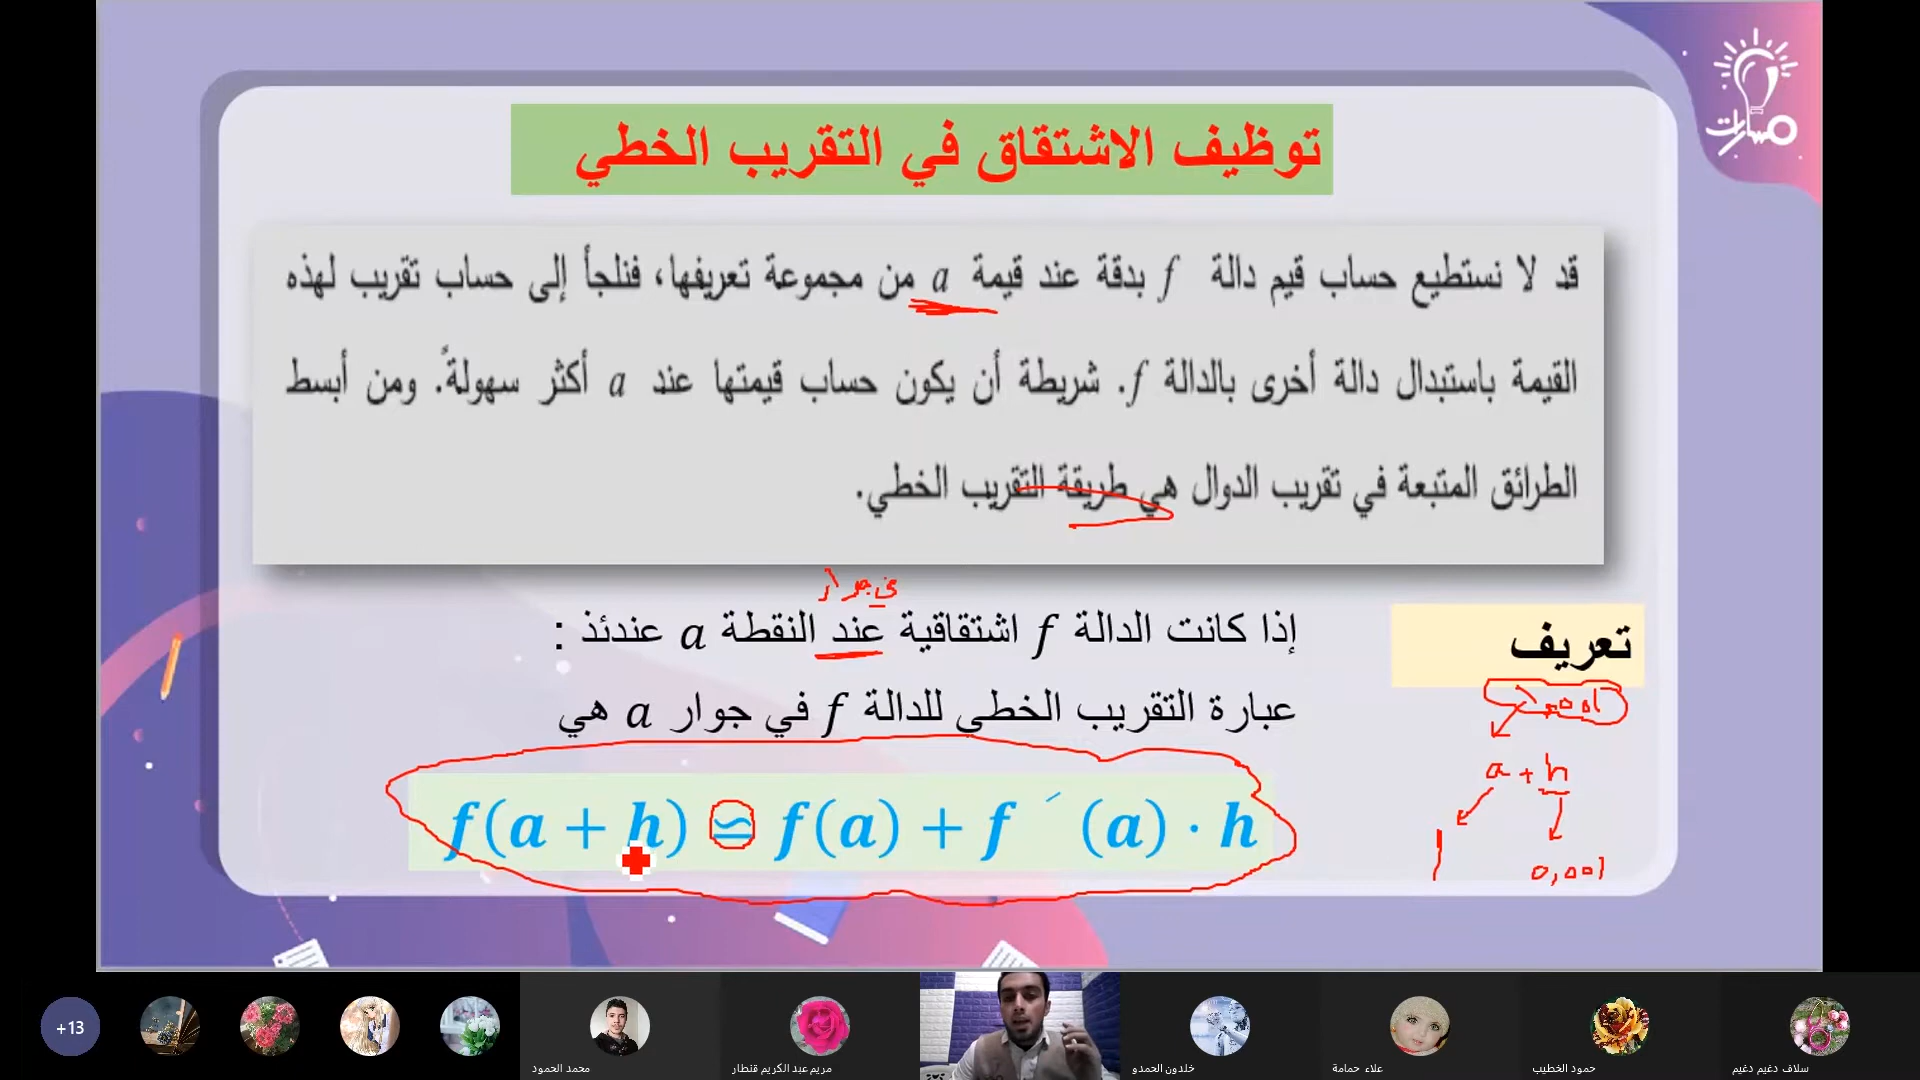 مسارات
توظيف الاشتقاق في التقريب الخطي
قد لا نستطيع حساب قيم دالة f بدقة عند قيمة a من مجموعة تعريفها، فنلجأ إلى حساب تقريب لهذه
القيمة باستبدال دالة أخرى بالدالة f. شريطة أن يكون حساب قيمتها عند a أكثر سهولةً. ومن أبسط
الطرائق المتبعة في تقريب الدوال هي طريقة التقريب الخطي.
تعريف
في جوار
إذا كانت الدالة f اشتقاقية عند النقطة a عندئذ :
عبارة التقريب الخطي للدالة f في جوار a هي
f(a + h) ≌ f(a) + f ´ (a) · h
1,001
a + h
1
0,001
+13
محمد الحمود
مريم عبد الكريم قنطار
خلدون الحمدو
علاء حمامة
حمود الخطيب
سلاف دغيم دغيم